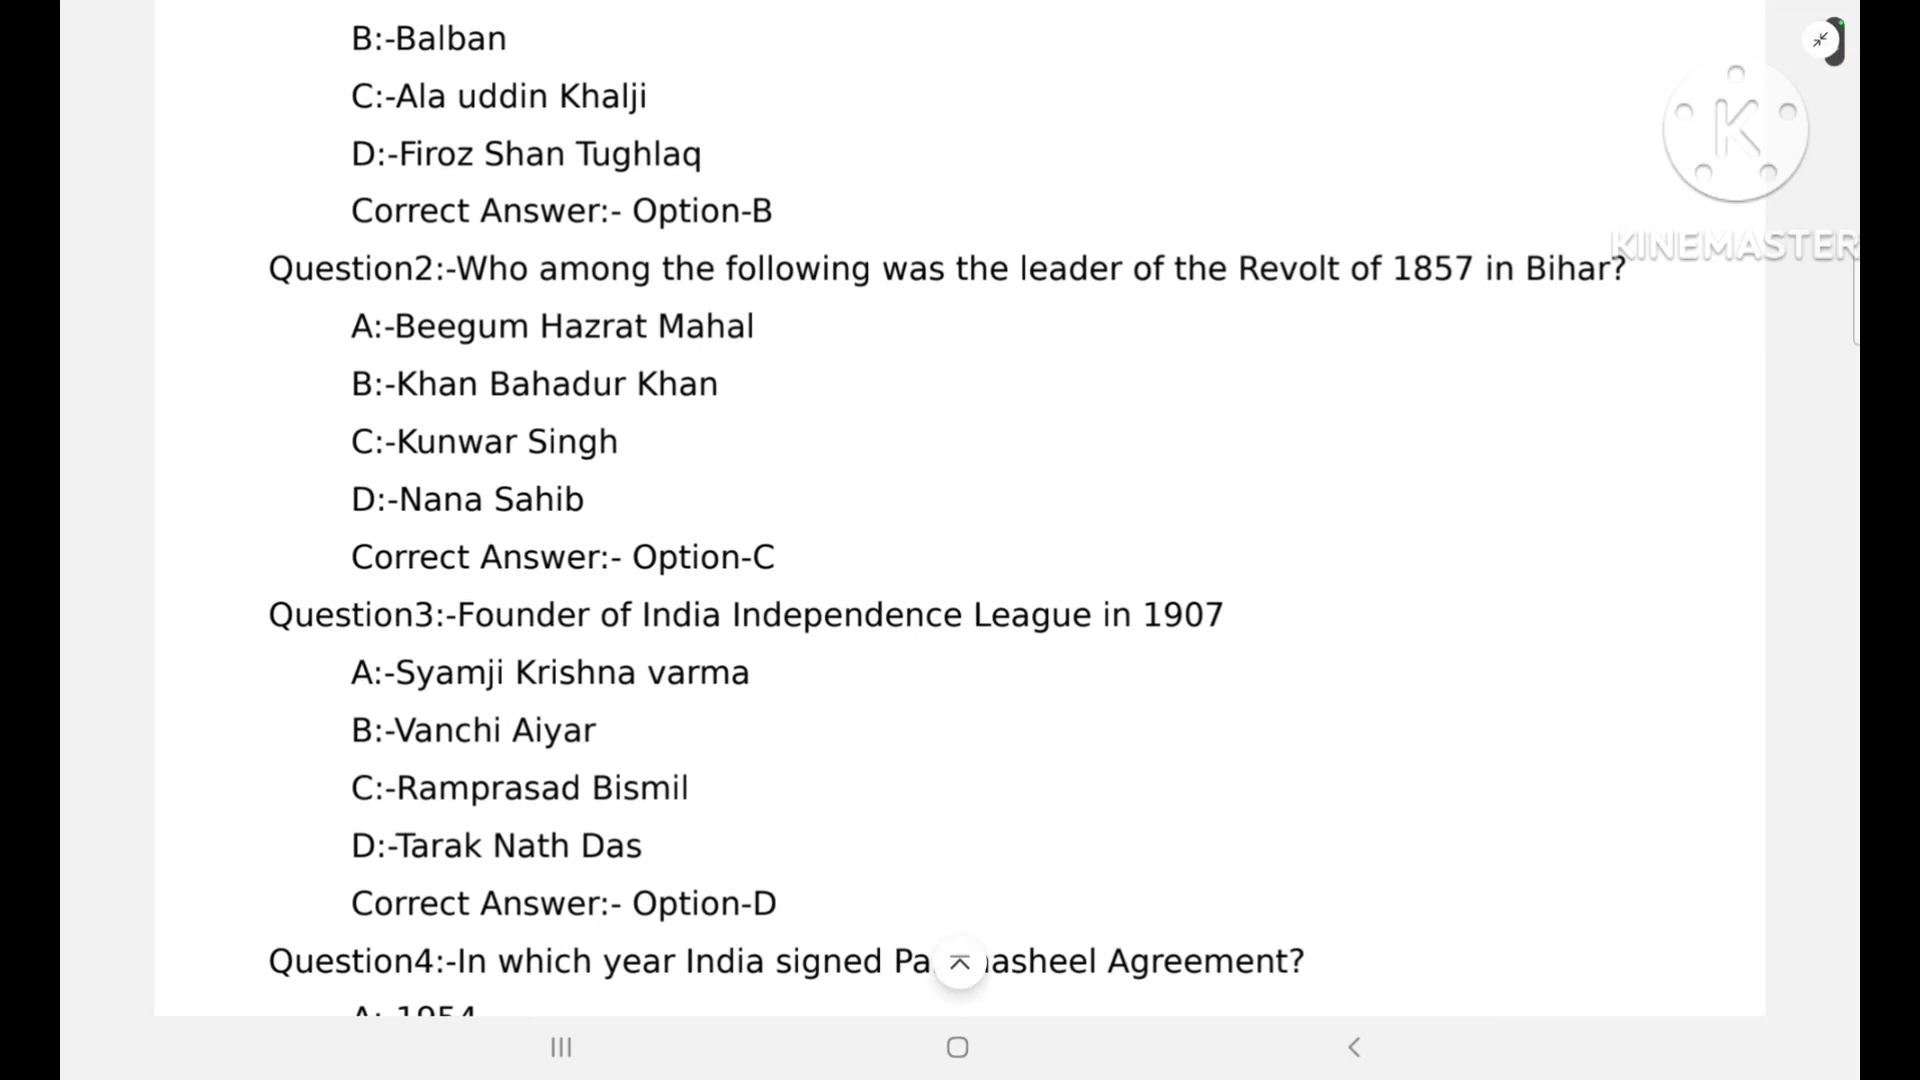 B:-Balban
C:-Ala uddin Khalji
D:-Firoz Shan Tughlaq
Correct Answer:- Option-B
KINEMASTER
Question2:-Who among the following was the leader of the Revolt of 1857 in Bihar?
A:-Beegum Hazrat Mahal
B:-Khan Bahadur Khan
C:-Kunwar Singh
D:-Nana Sahib
Correct Answer:- Option-C
Question3:-Founder of India Independence League in 1907
A:-Syamji Krishna varma
B:-Vanchi Aiyar
C:-Ramprasad Bismil
D:-Tarak Nath Das
Correct Answer:- Option-D
Question4:-In which year India signed Agreement?